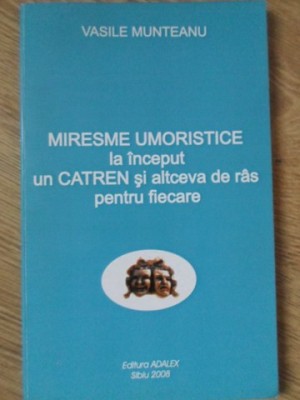 VASILE MUNTEANU
MIRESME UMORISTICE
la început
un CATREN şi altceva de râs
pentru fiecare
Editura ADALEX
Sibiu 2008